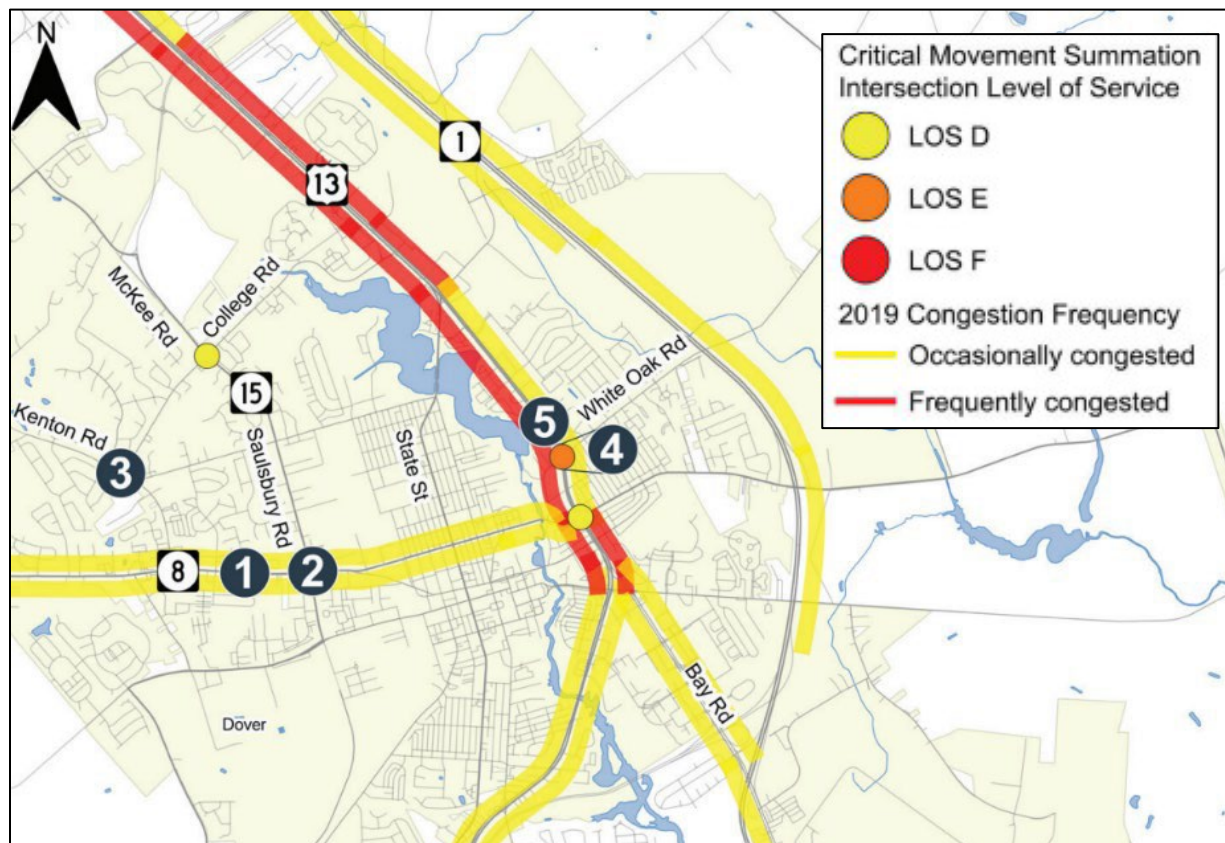 N
Critical Movement Summation
Intersection Level of Service
LOS D
LOS E
LOS F
2019 Congestion Frequency
Occasionally congested
Frequently congested
1
13
McKee Rd
College Rd
15
Kenton Rd
3
Saulsbury Rd
State St
5
White Oak Rd
4
8
1
2
Bay Rd
Dover